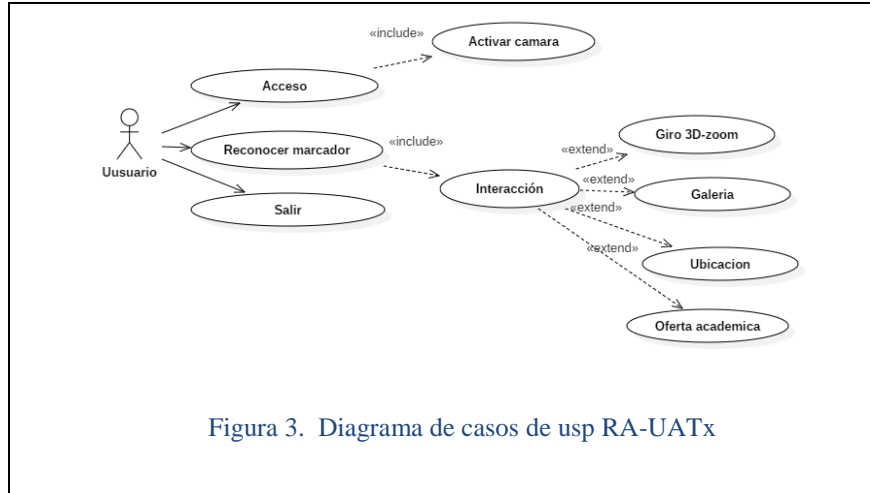 «include»
Activar camara
Acceso
Uusuario
Reconocer marcador
«include»
Salir
Interacción
«extend»
Giro 3D-zoom
«extend»
Galeria
«extend»
Ubicacion
«extend»
Oferta academica
Figura 3. Diagrama de casos de usp RA-UATx